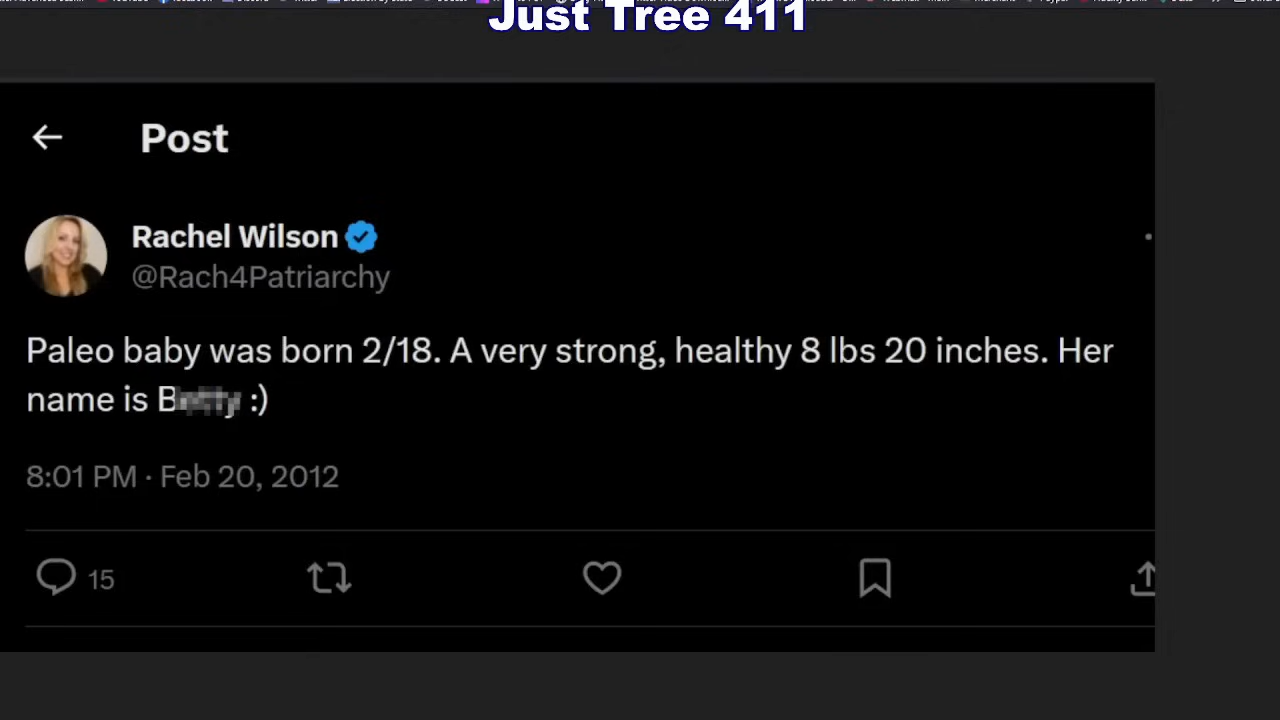 Just Tree 411
Post
Rachel Wilson
@Rach4Patriarchy
Paleo baby was born 2/18. A very strong, healthy 8 lbs 20 inches. Her
name is :)
8:01 PM · Feb 20, 2012
15